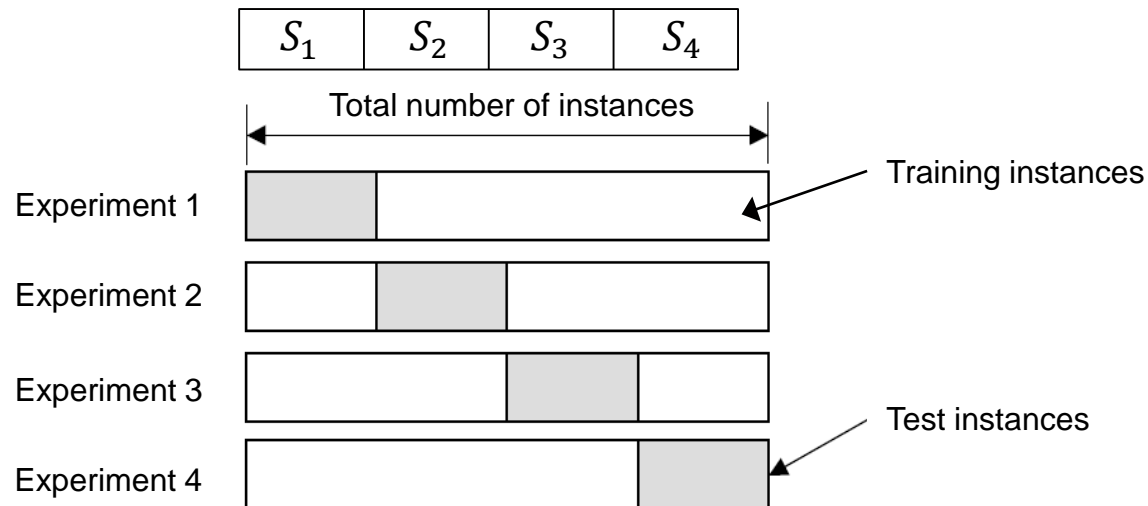 S₁ S₂ S₃ S₄
Total number of instances
Training instances
Experiment 1
Experiment 2
Experiment 3
Test instances
Experiment 4